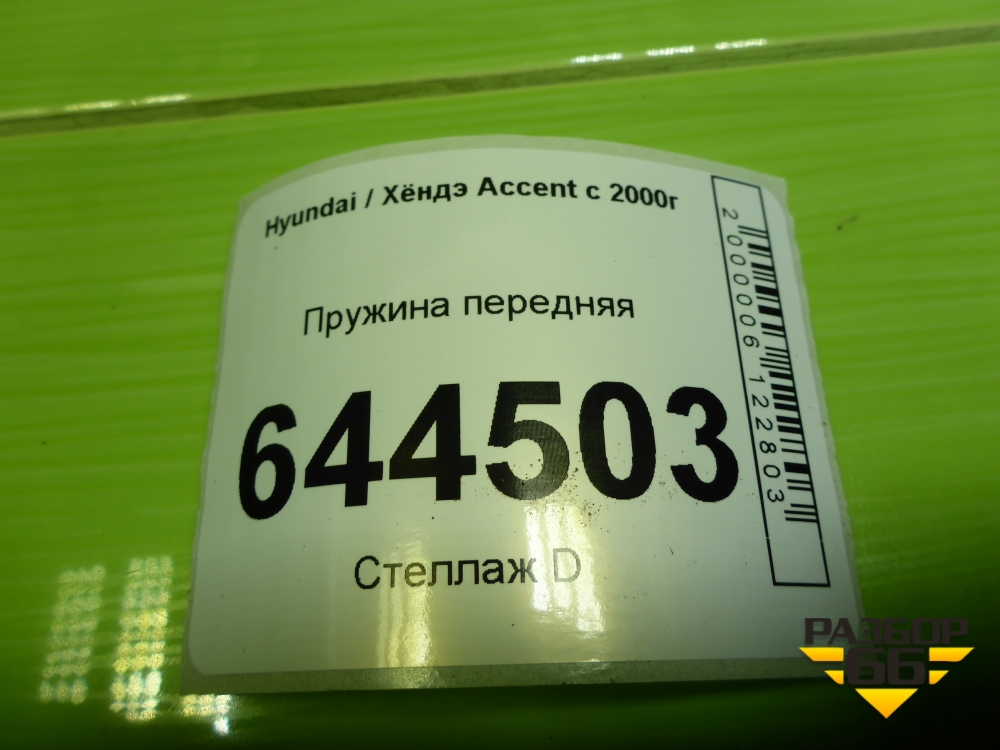 Hyundai / Хёндэ Accent с 2000г
Пружина передняя
644503
Стеллаж D
2000006122803
РАЗБОР
66